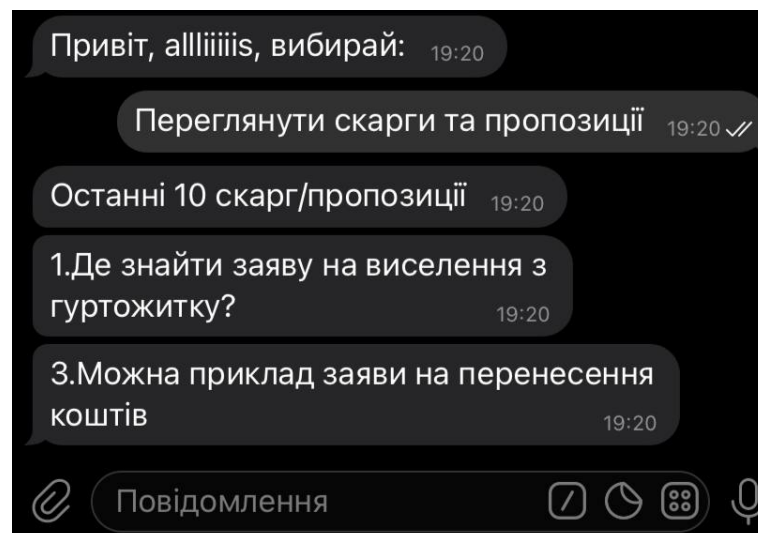 Привіт, allliiiiis, вибирай: 19:20
Переглянути скарги та пропозиції 19:20
Останні 10 скарг/пропозиції 19:20
1.Де знайти заяву на виселення з
гуртожитку? 19:20
3.Можна приклад заяви на перенесення
коштів 19:20
Повідомлення